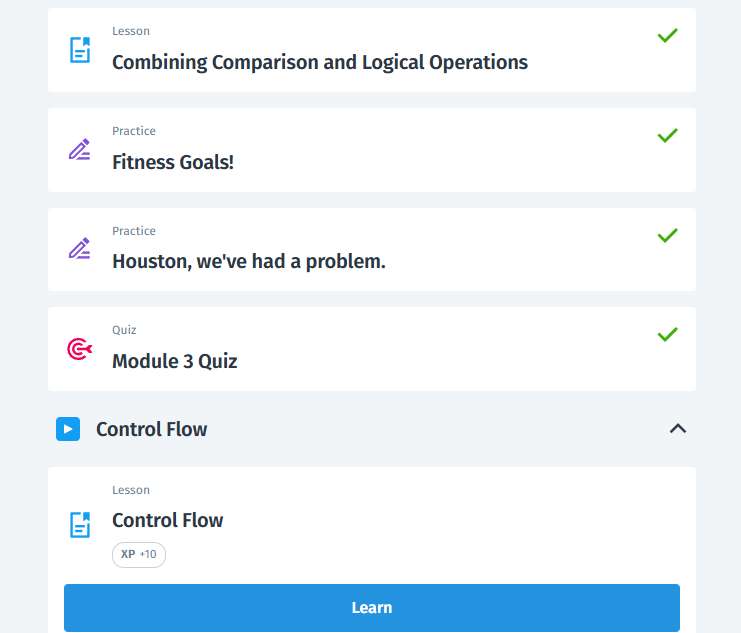 Lesson
Combining Comparison and Logical Operations
Practice
Fitness Goals!
Practice
Houston, we've had a problem.
Quiz
Module 3 Quiz
Control Flow
Lesson
Control Flow
XP +10
Learn